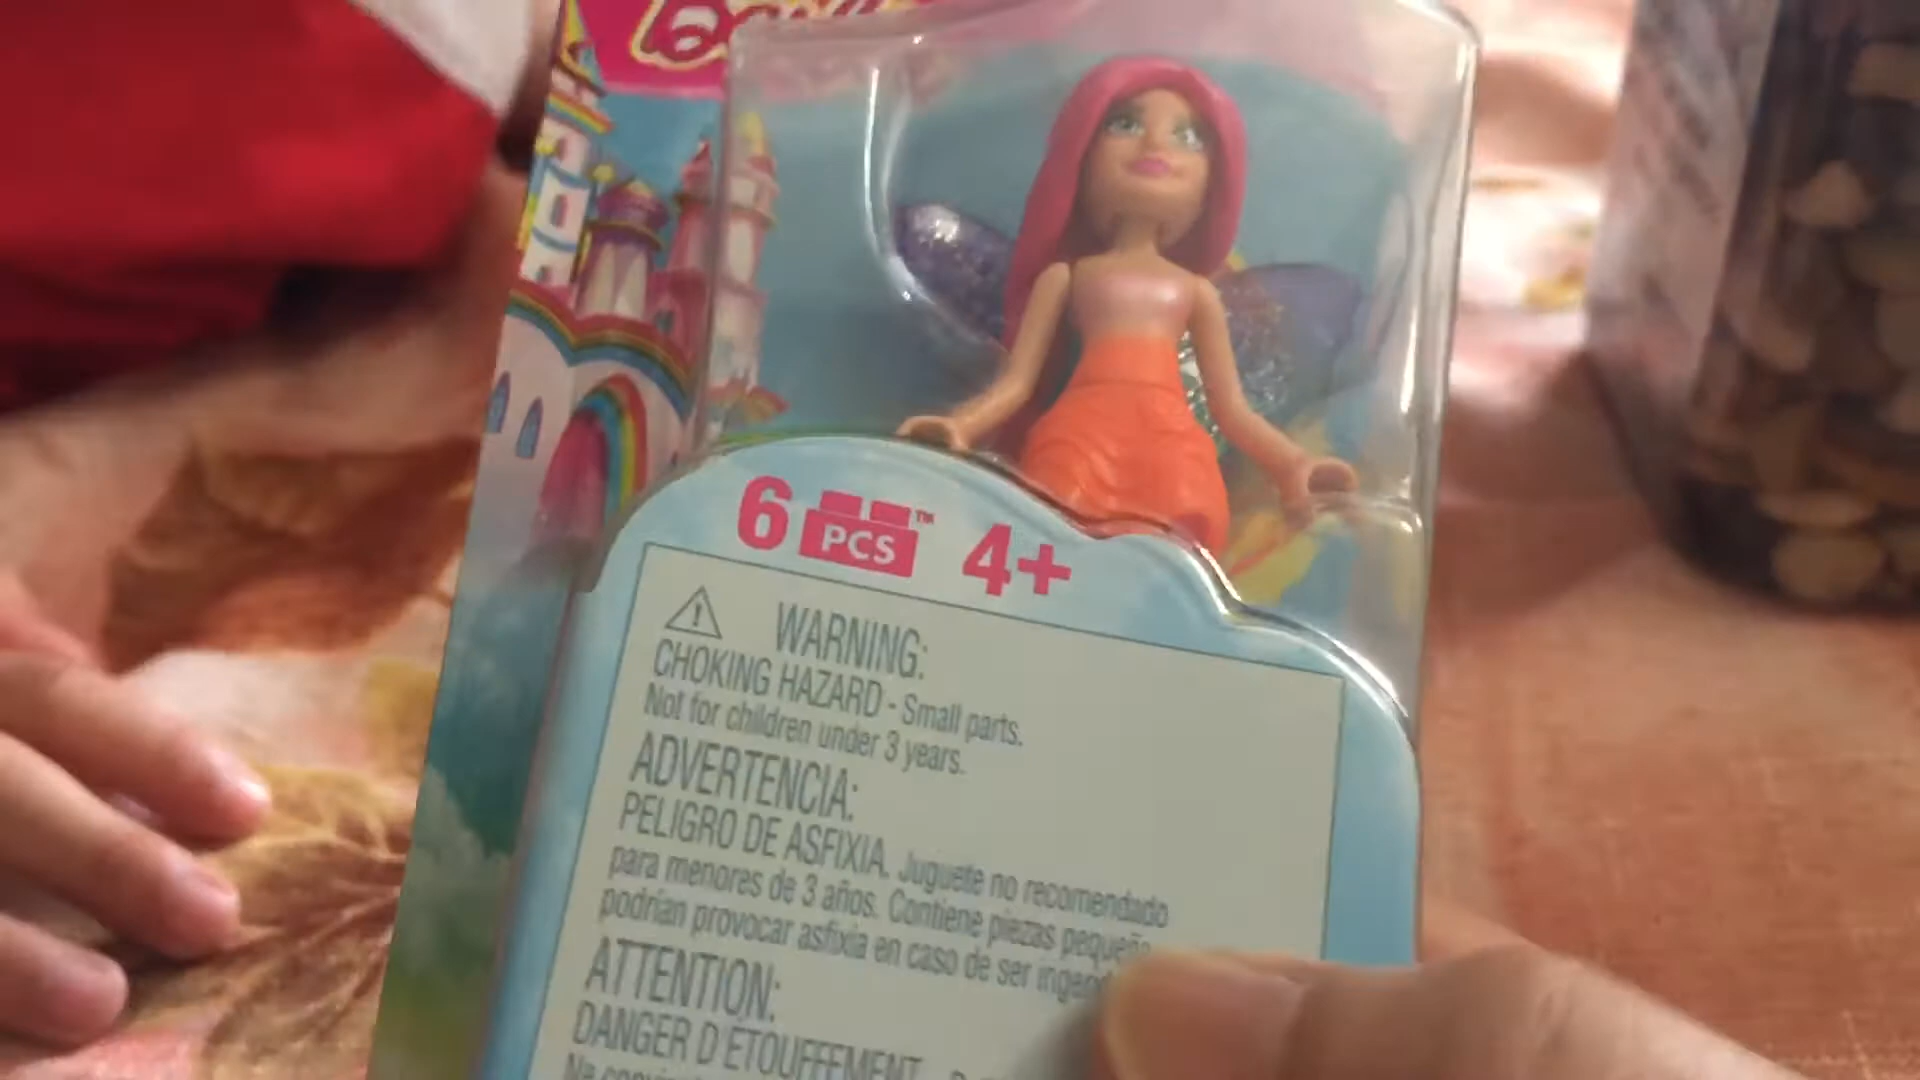 6 PCS™ 4+
WARNING:
CHOKING HAZARD - Small parts.
Not for children under 3 years.
ADVERTENCIA:
PELIGRO DE ASFIXIA. Juguete no recomendado
para menores de 3 años. Contiene piezas
podrían provocar asfixia en caso de ser
ATTENTION:
DANGER D'ETOUFFEMENT